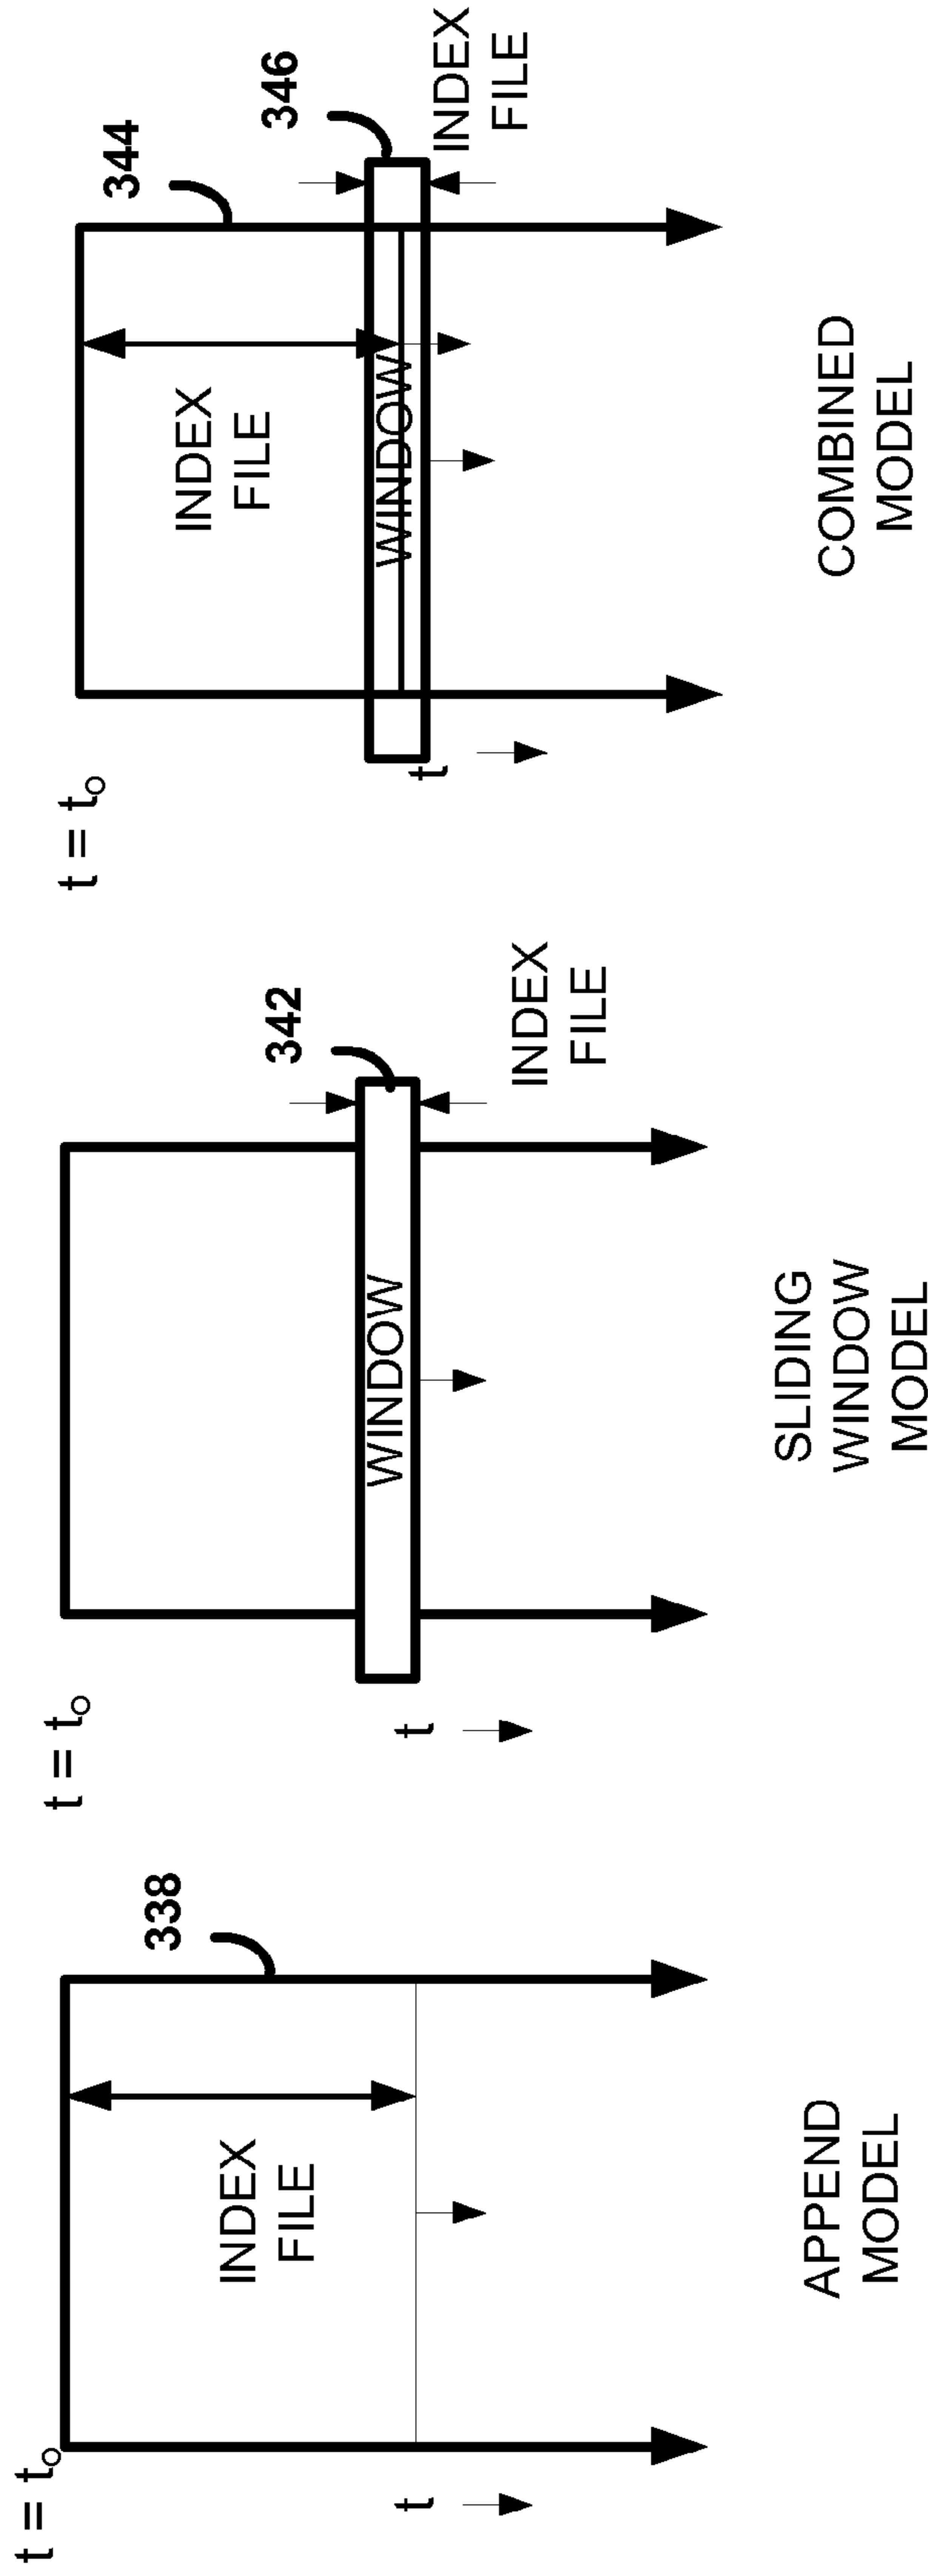 t = to
338
INDEX
FILE
t
APPEND
MODEL
t = to
342
WINDOW
INDEX
FILE
t
SLIDING
WINDOW
MODEL
t = to
344
346
INDEX
FILE
INDEX
FILE
WINDOW
t
COMBINED
MODEL